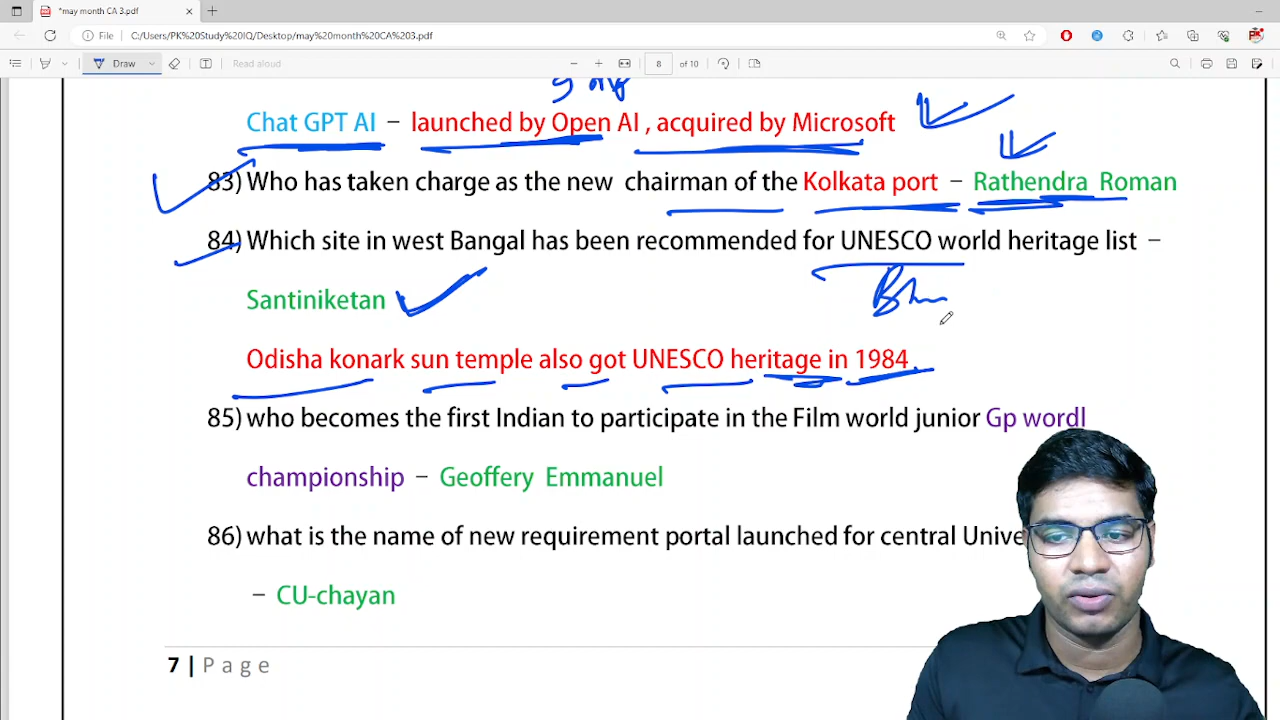 *may month CA 3.pdf
File
C:/Users/PK%20Study%20IQ/Desktop/may%20month%20CA%203.pdf
Draw
Read aloud
8 of 10
Chat GPT AI – launched by Open AI , acquired by Microsoft
83) Who has taken charge as the new chairman of the Kolkata port – Rathendra Roman
84) Which site in west Bangal has been recommended for UNESCO world heritage list –
Santiniketan
Odisha konark sun temple also got UNESCO heritage in 1984.
85) who becomes the first Indian to participate in the Film world junior Gp wordl
championship – Geoffery Emmanuel
86) what is the name of new requirement portal launched for central Unive
– CU-chayan
7 | Page